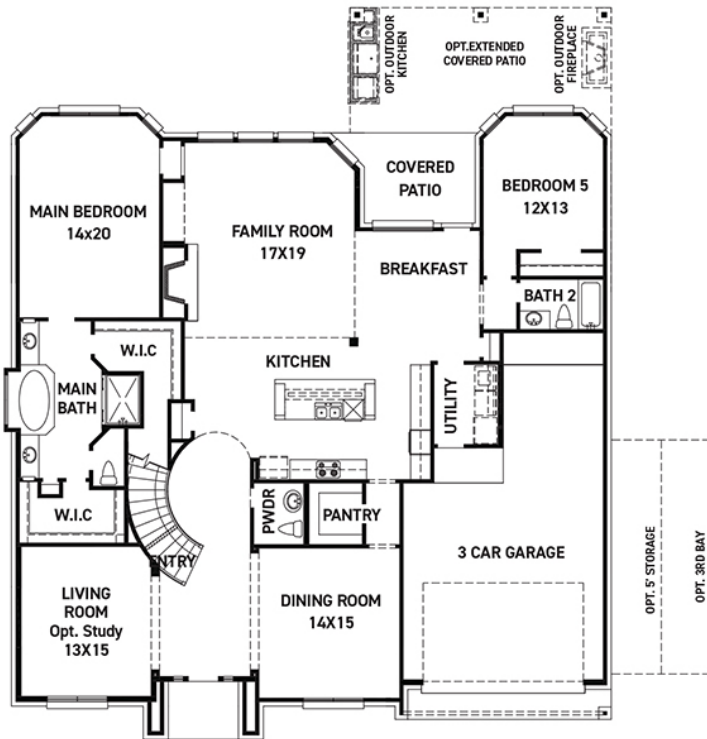 OPT. OUTDOOR
KITCHEN
OPT.EXTENDED
COVERED PATIO
OPT. OUTDOOR
FIREPLACE
COVERED
PATIO
BEDROOM 5
12X13
MAIN BEDROOM
14x20
FAMILY ROOM
17X19
BREAKFAST
BATH 2
W.I.C
KITCHEN
MAIN
BATH
UTILITY
W.I.C
PWDR
PANTRY
ENTRY
3 CAR GARAGE
OPT. 5' STORAGE
OPT. 3RD BAY
LIVING
ROOM
Opt. Study
13X15
DINING ROOM
14X15